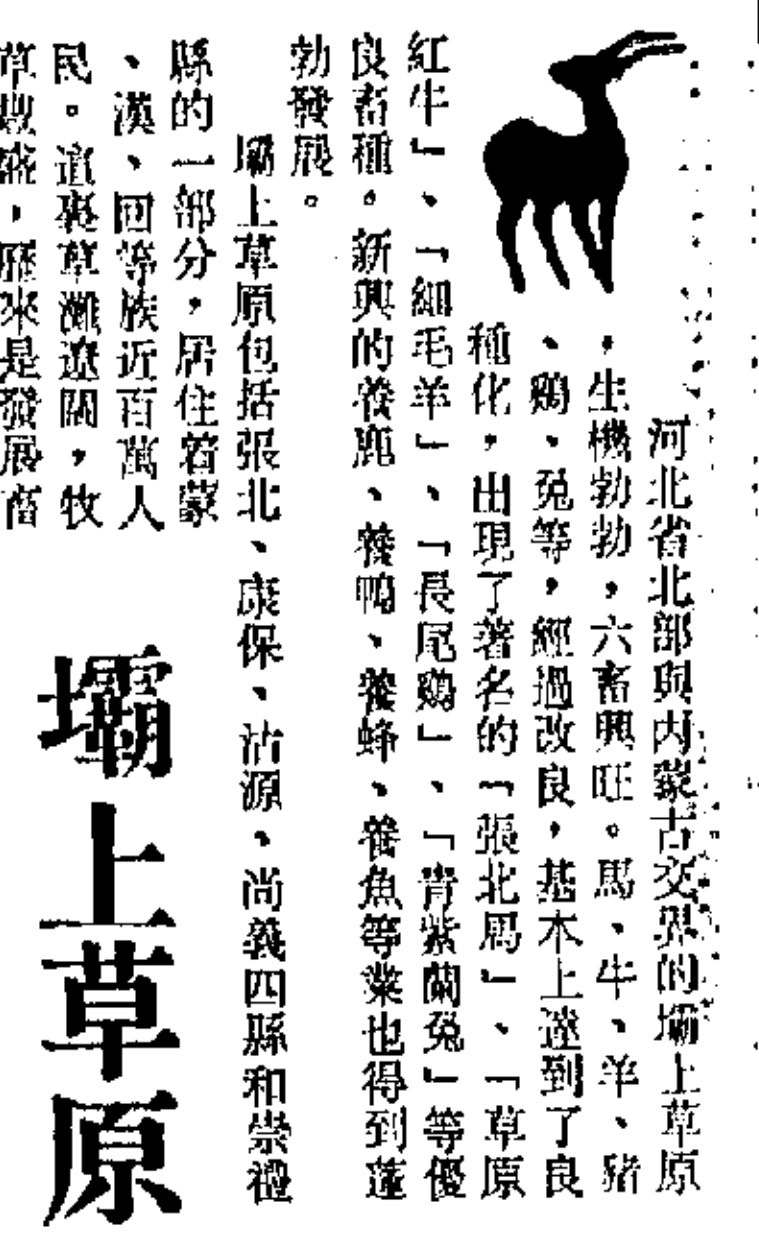 壩上草原
河北省北部與内蒙古交界的壩上草原
，生機勃勃，六畜興旺。馬、牛、羊、豬
、鷄、兔等，經過改良，基本上達到了良
種化，出現了著名的「張北馬」、「草原
紅牛」、「細毛羊」、「長尾鷄」、「青紫蘭兔」等優
良畜種。新興的養鹿、養鴨、養蜂、養魚等業也得到蓬
勃發展。
壩上草原包括張北、康保、沽源、尚義四縣和崇禮
縣的一部分，居住着蒙
、漢、回等族近百萬人
民。這裏草灘遼闊，牧
草豐盛，歷來是發展畜